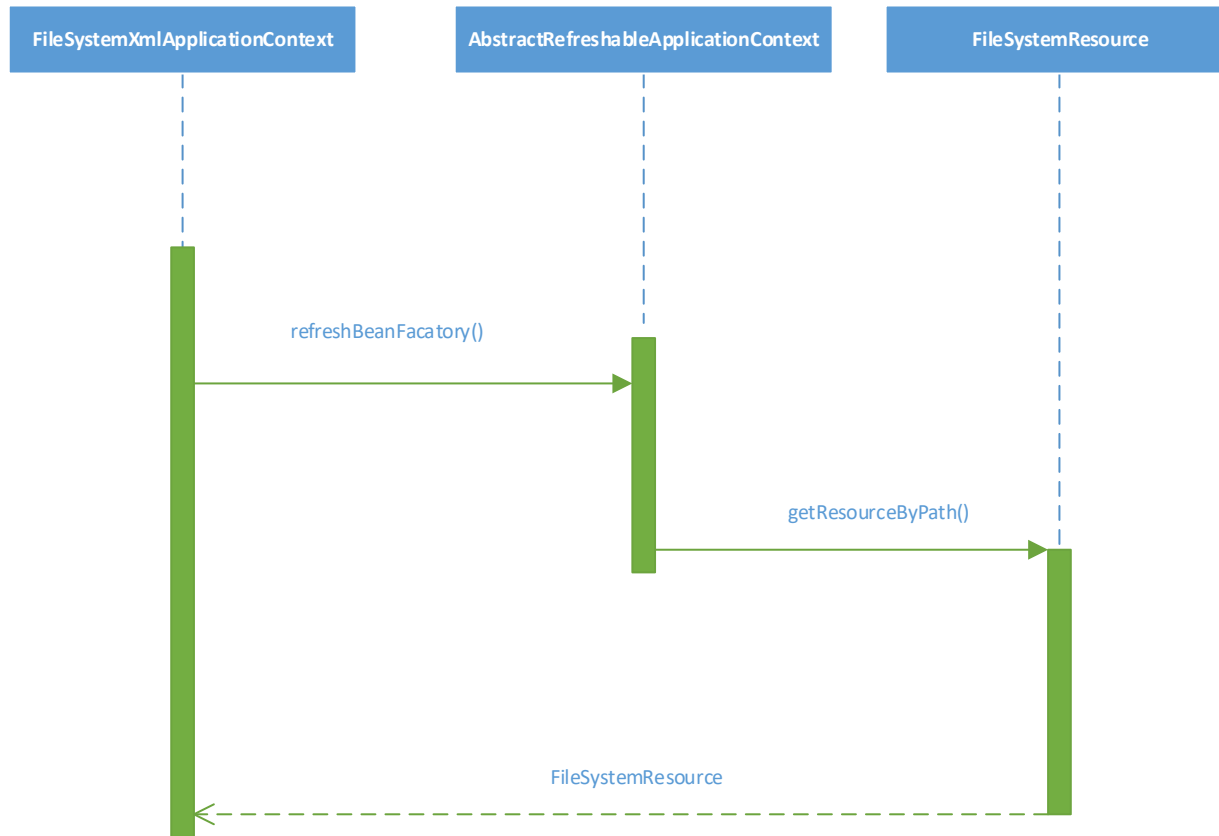 FileSystemXmlApplicationContext
AbstractRefreshableApplicationContext
FileSystemResource
refreshBeanFacatory()
getResourceByPath()
FileSystemResource